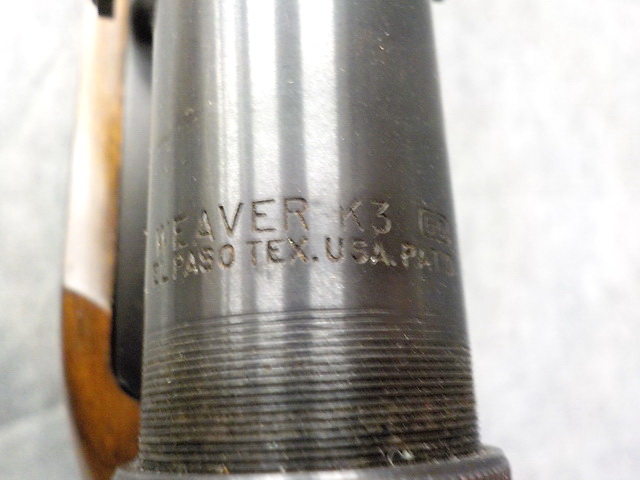 WEAVER K3
EL PASO TEX. USA. PAT'D